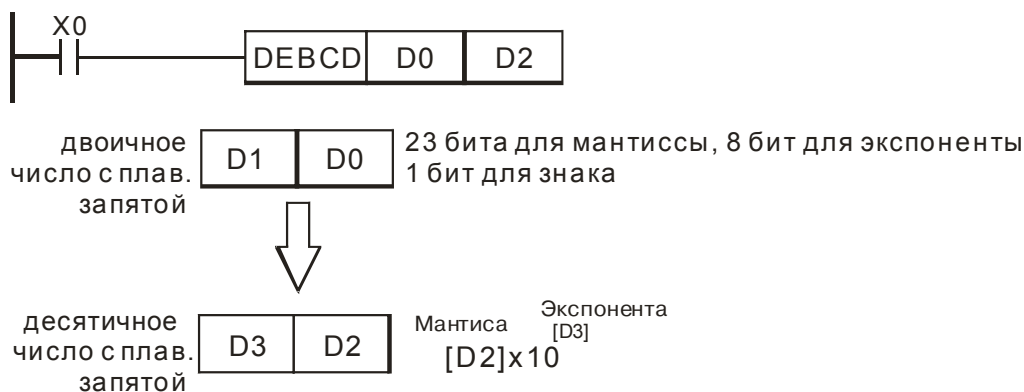 X0
DEBCD D0 D2
двоичное
число с плав.
запятой
D1 D0
23 бита для мантиссы, 8 бит для экспоненты
1 бит для знака
десятичное
число с плав.
запятой
D3 D2
Мантиса Экспонента
[D2]x10[D3]